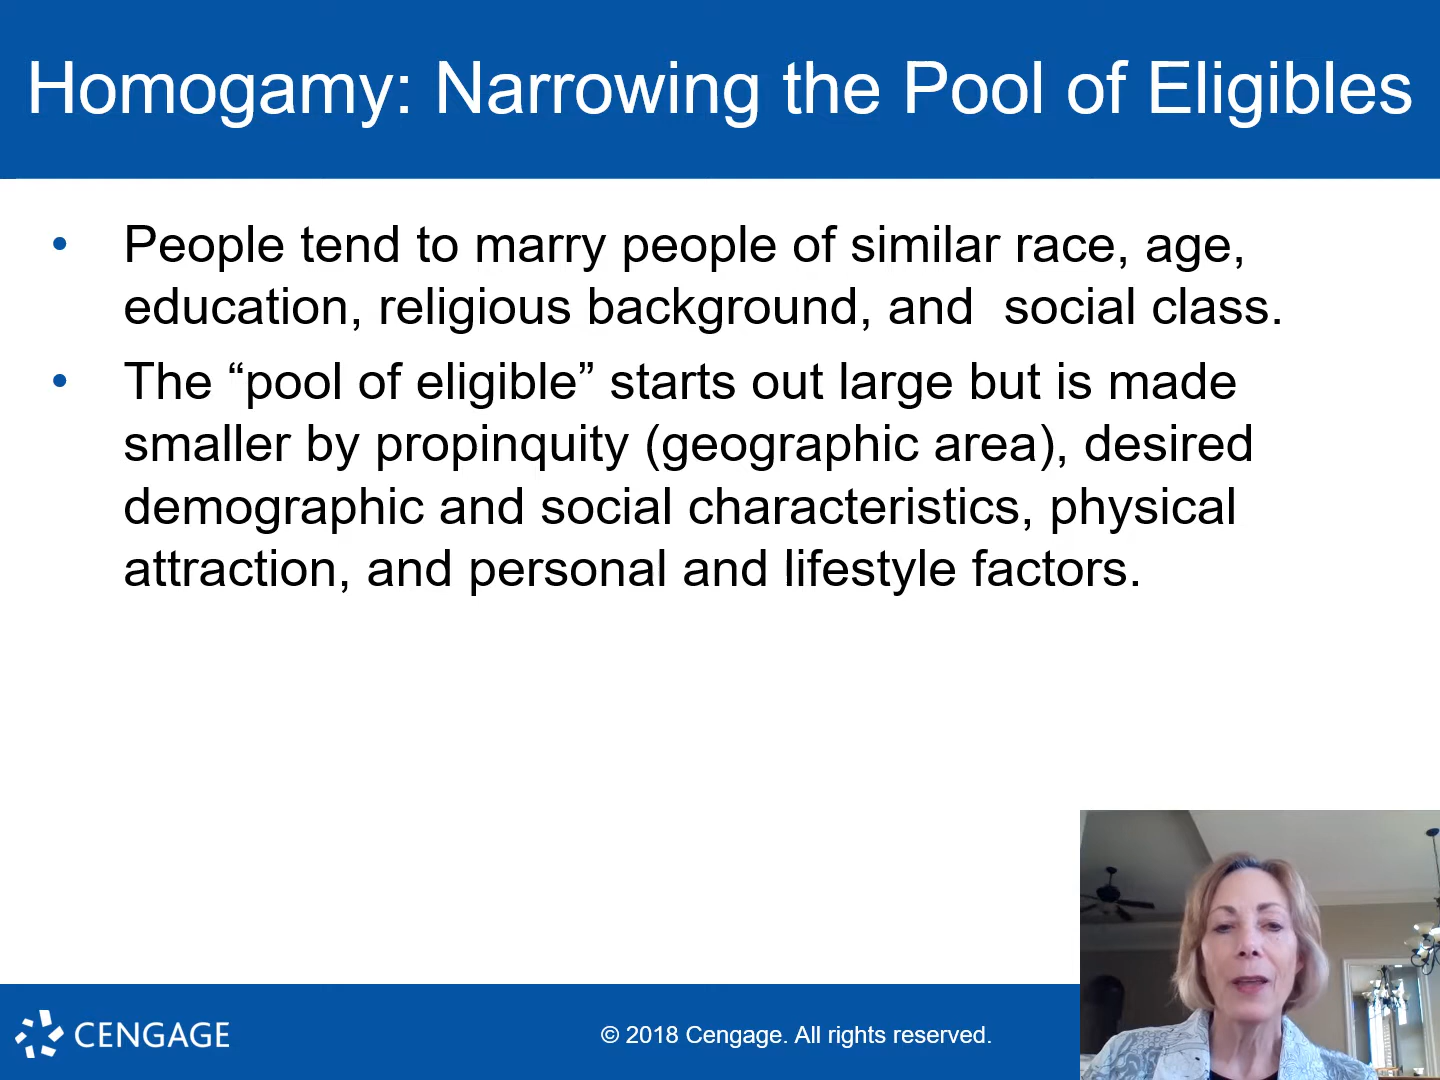 Homogamy: Narrowing the Pool of Eligibles
• People tend to marry people of similar race, age,
education, religious background, and  social class.
• The “pool of eligible” starts out large but is made
smaller by propinquity (geographic area), desired
demographic and social characteristics, physical
attraction, and personal and lifestyle factors.
CENGAGE
© 2018 Cengage. All rights reserved.